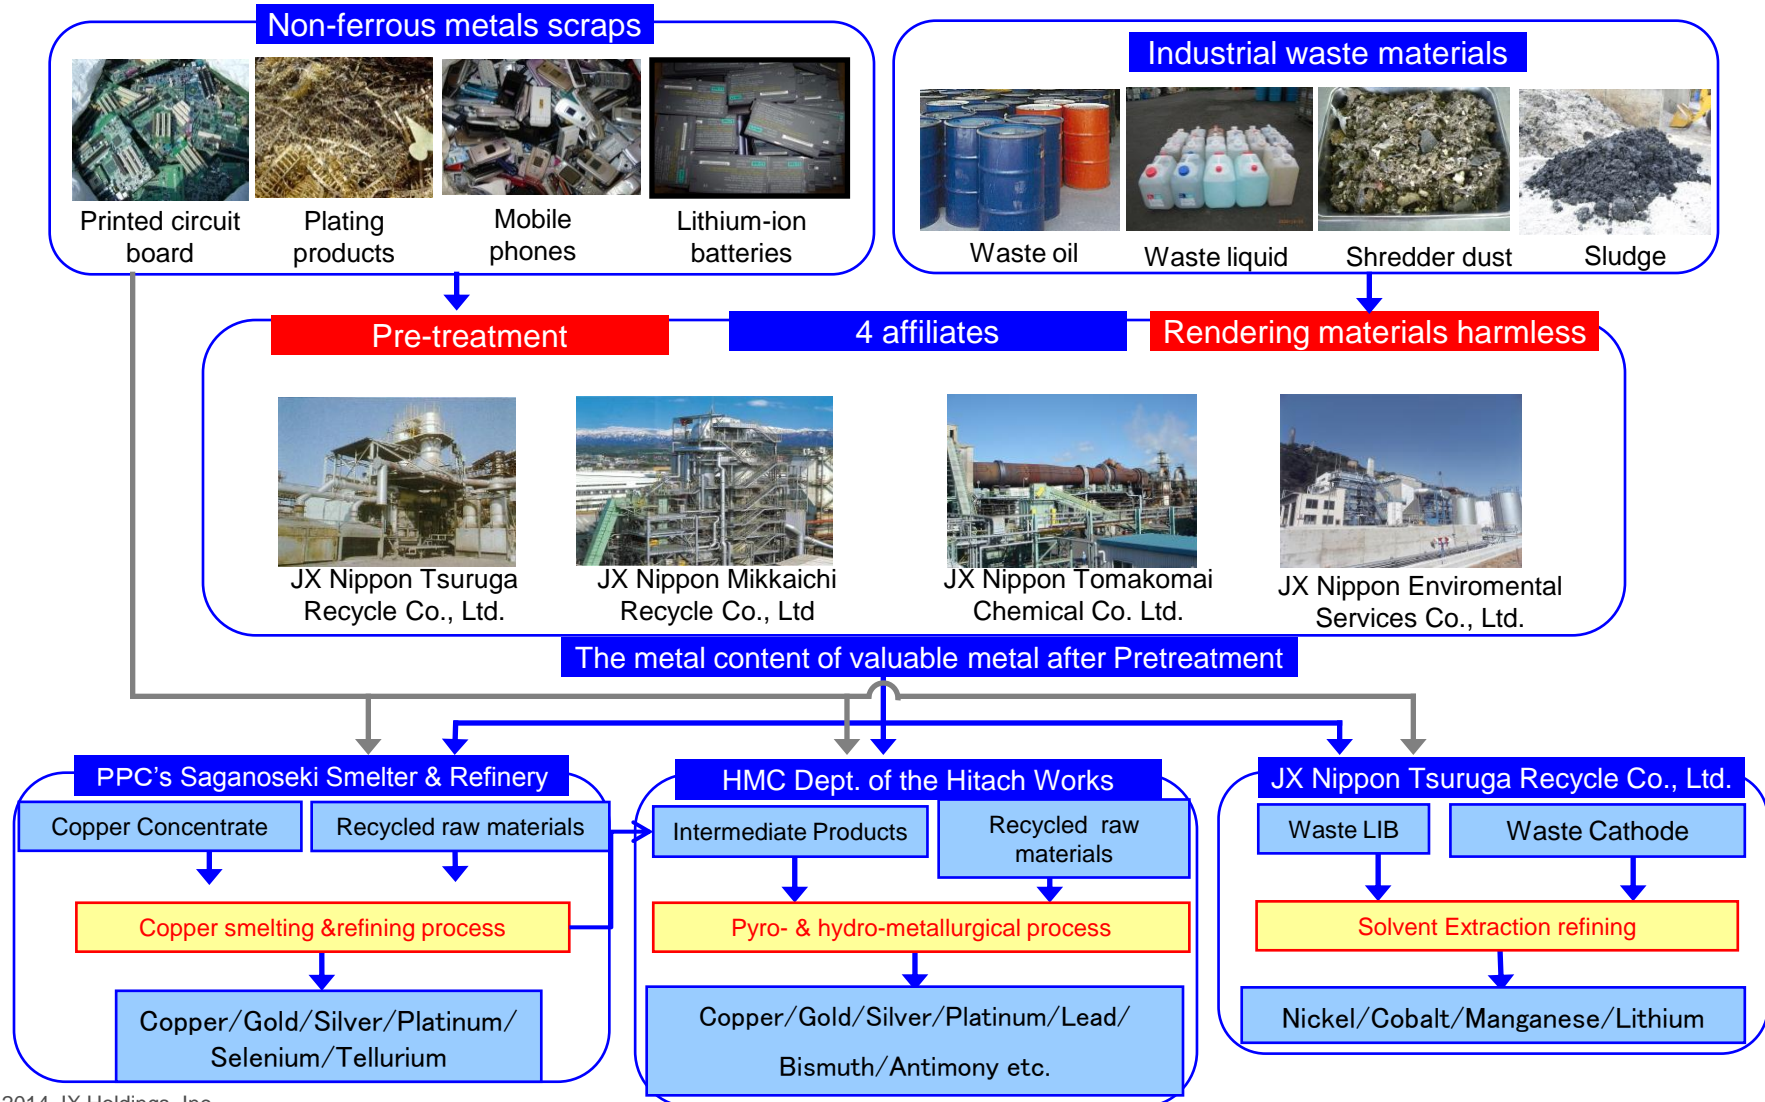 Non-ferrous metals scraps
Printed circuit
board
Plating
products
Mobile
phones
Lithium-ion
batteries
Industrial waste materials
Waste oil
Waste liquid
Shredder dust
Sludge
Pre-treatment
4 affiliates
Rendering materials harmless
JX Nippon Tsuruga
Recycle Co., Ltd.
JX Nippon Mikkaichi
Recycle Co., Ltd
JX Nippon Tomakomai
Chemical Co. Ltd.
JX Nippon Enviromental
Services Co., Ltd.
The metal content of valuable metal after Pretreatment
PPC's Saganoseki Smelter & Refinery
Copper Concentrate
Recycled raw materials
Copper smelting &refining process
Copper/Gold/Silver/Platinum/
Selenium/Tellurium
HMC Dept. of the Hitach Works
Intermediate Products
Recycled raw
materials
Pyro- & hydro-metallurgical process
Copper/Gold/Silver/Platinum/Lead/
Bismuth/Antimony etc.
JX Nippon Tsuruga Recycle Co., Ltd.
Waste LIB
Waste Cathode
Solvent Extraction refining
Nickel/Cobalt/Manganese/Lithium
2014 JX Holdings, Inc.